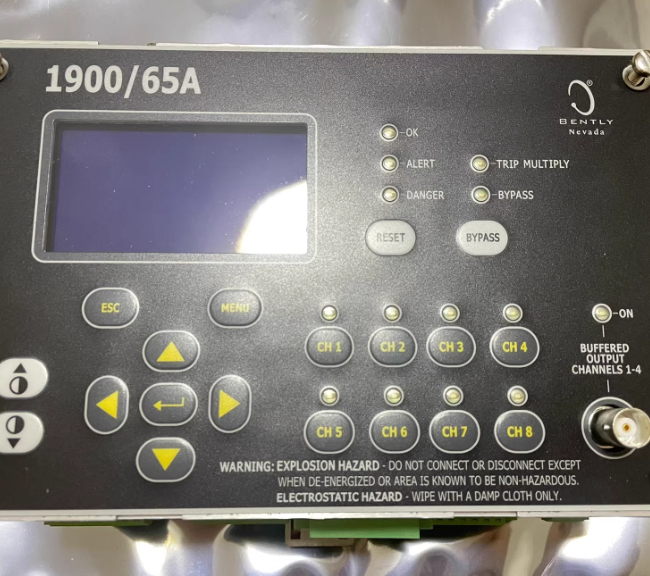 1900/65A
BENTLY
Nevada
OK
ALERT
TRIP MULTIPLY
DANGER
BYPASS
RESET
BYPASS
ESC
MENU
CH 1
CH 2
CH 3
CH 4
ON
BUFFERED
OUTPUT
CHANNELS 1-4
CH 5
CH 6
CH 7
CH 8
WARNING: EXPLOSION HAZARD - DO NOT CONNECT OR DISCONNECT EXCEPT
WHEN DE-ENERGIZED OR AREA IS KNOWN TO BE NON-HAZARDOUS.
ELECTROSTATIC HAZARD - WIPE WITH A DAMP CLOTH ONLY.